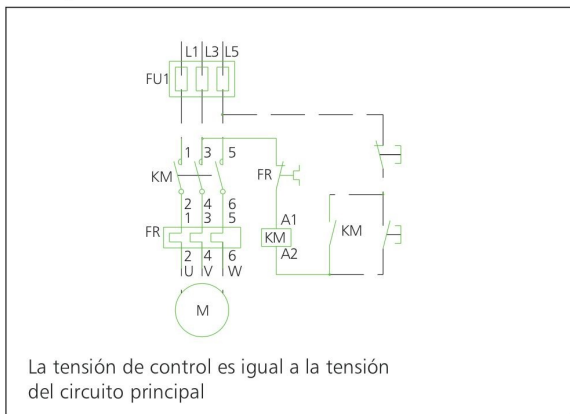 L1 L3 L5
FU1
1 3 5
KM
FR
2 4 6
1 3 5
FR
A1
KM
KM
A2
2 4 6
U V W
M
La tensión de control es igual a la tensión
del circuito principal